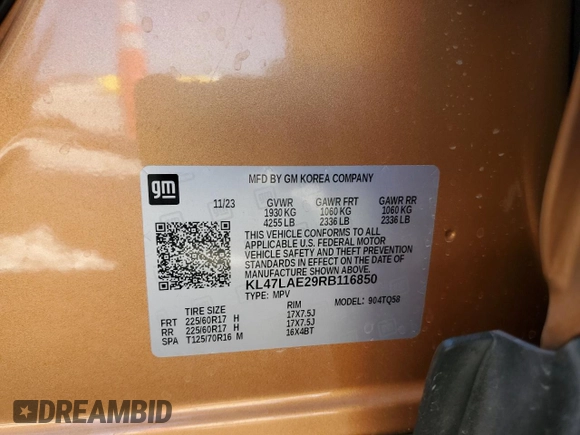 gm
MFD BY GM KOREA COMPANY
11/23 GVWR GAWR FRT GAWR RR
1930 KG 1060 KG 1060 KG
4255 LB 2336 LB 2336 LB
THIS VEHICLE CONFORMS TO ALL
APPLICABLE U.S. FEDERAL MOTOR
VEHICLE SAFETY AND THEFT PREVENTION
STANDARDS IN EFFECT ON THE DATE OF
MANUFACTURE SHOWN ABOVE.
KL47LAE29RB116850
TYPE: MPV MODEL: 904TQ58
TIRE SIZE RIM
FRT 225/60R17 H 17X7.5J
RR 225/60R17 H 17X7.5J
SPA T125/70R16 M 16X4BT
DREAMBID